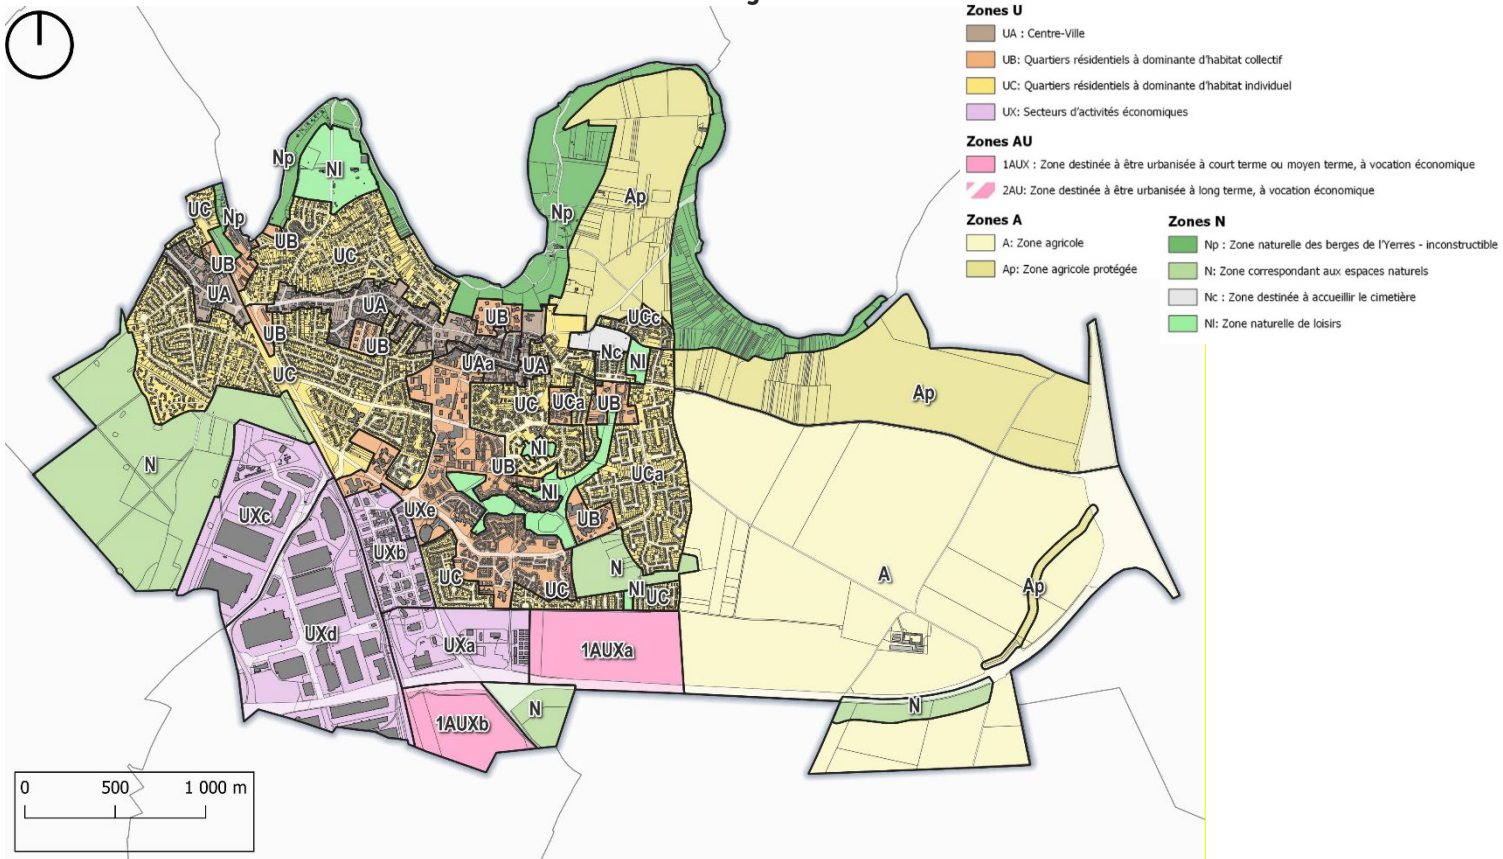 g
Zones U
UA : Centre-Ville
UB: Quartiers résidentiels à dominante d'habitat collectif
UC: Quartiers résidentiels à dominante d'habitat individuel
UX: Secteurs d'activités économiques
Zones AU
1AUX : Zone destinée à être urbanisée à court terme ou moyen terme, à vocation économique
2AU: Zone destinée à être urbanisée à long terme, à vocation économique
Zones A
A: Zone agricole
Ap: Zone agricole protégée
Zones N
Np : Zone naturelle des berges de l'Yerres - inconstructible
N: Zone correspondant aux espaces naturels
Nc : Zone destinée à accueillir le cimetière
Nl: Zone naturelle de loisirs
Np
Nl
Ap
UC
Np
Np
UB
UC
UB
UA
UA
UB
UCc
UB
UB
Nc
Nl
UAa
UA
UC
Ap
UC
UCa
UB
Nl
N
UB
UCa
Nl
UXc
UXe
UB
UXb
N
A
UC
UC
Nl
UC
Ap
UXd
UXa
1AUXa
N
N
1AUXb
0 500 1 000 m